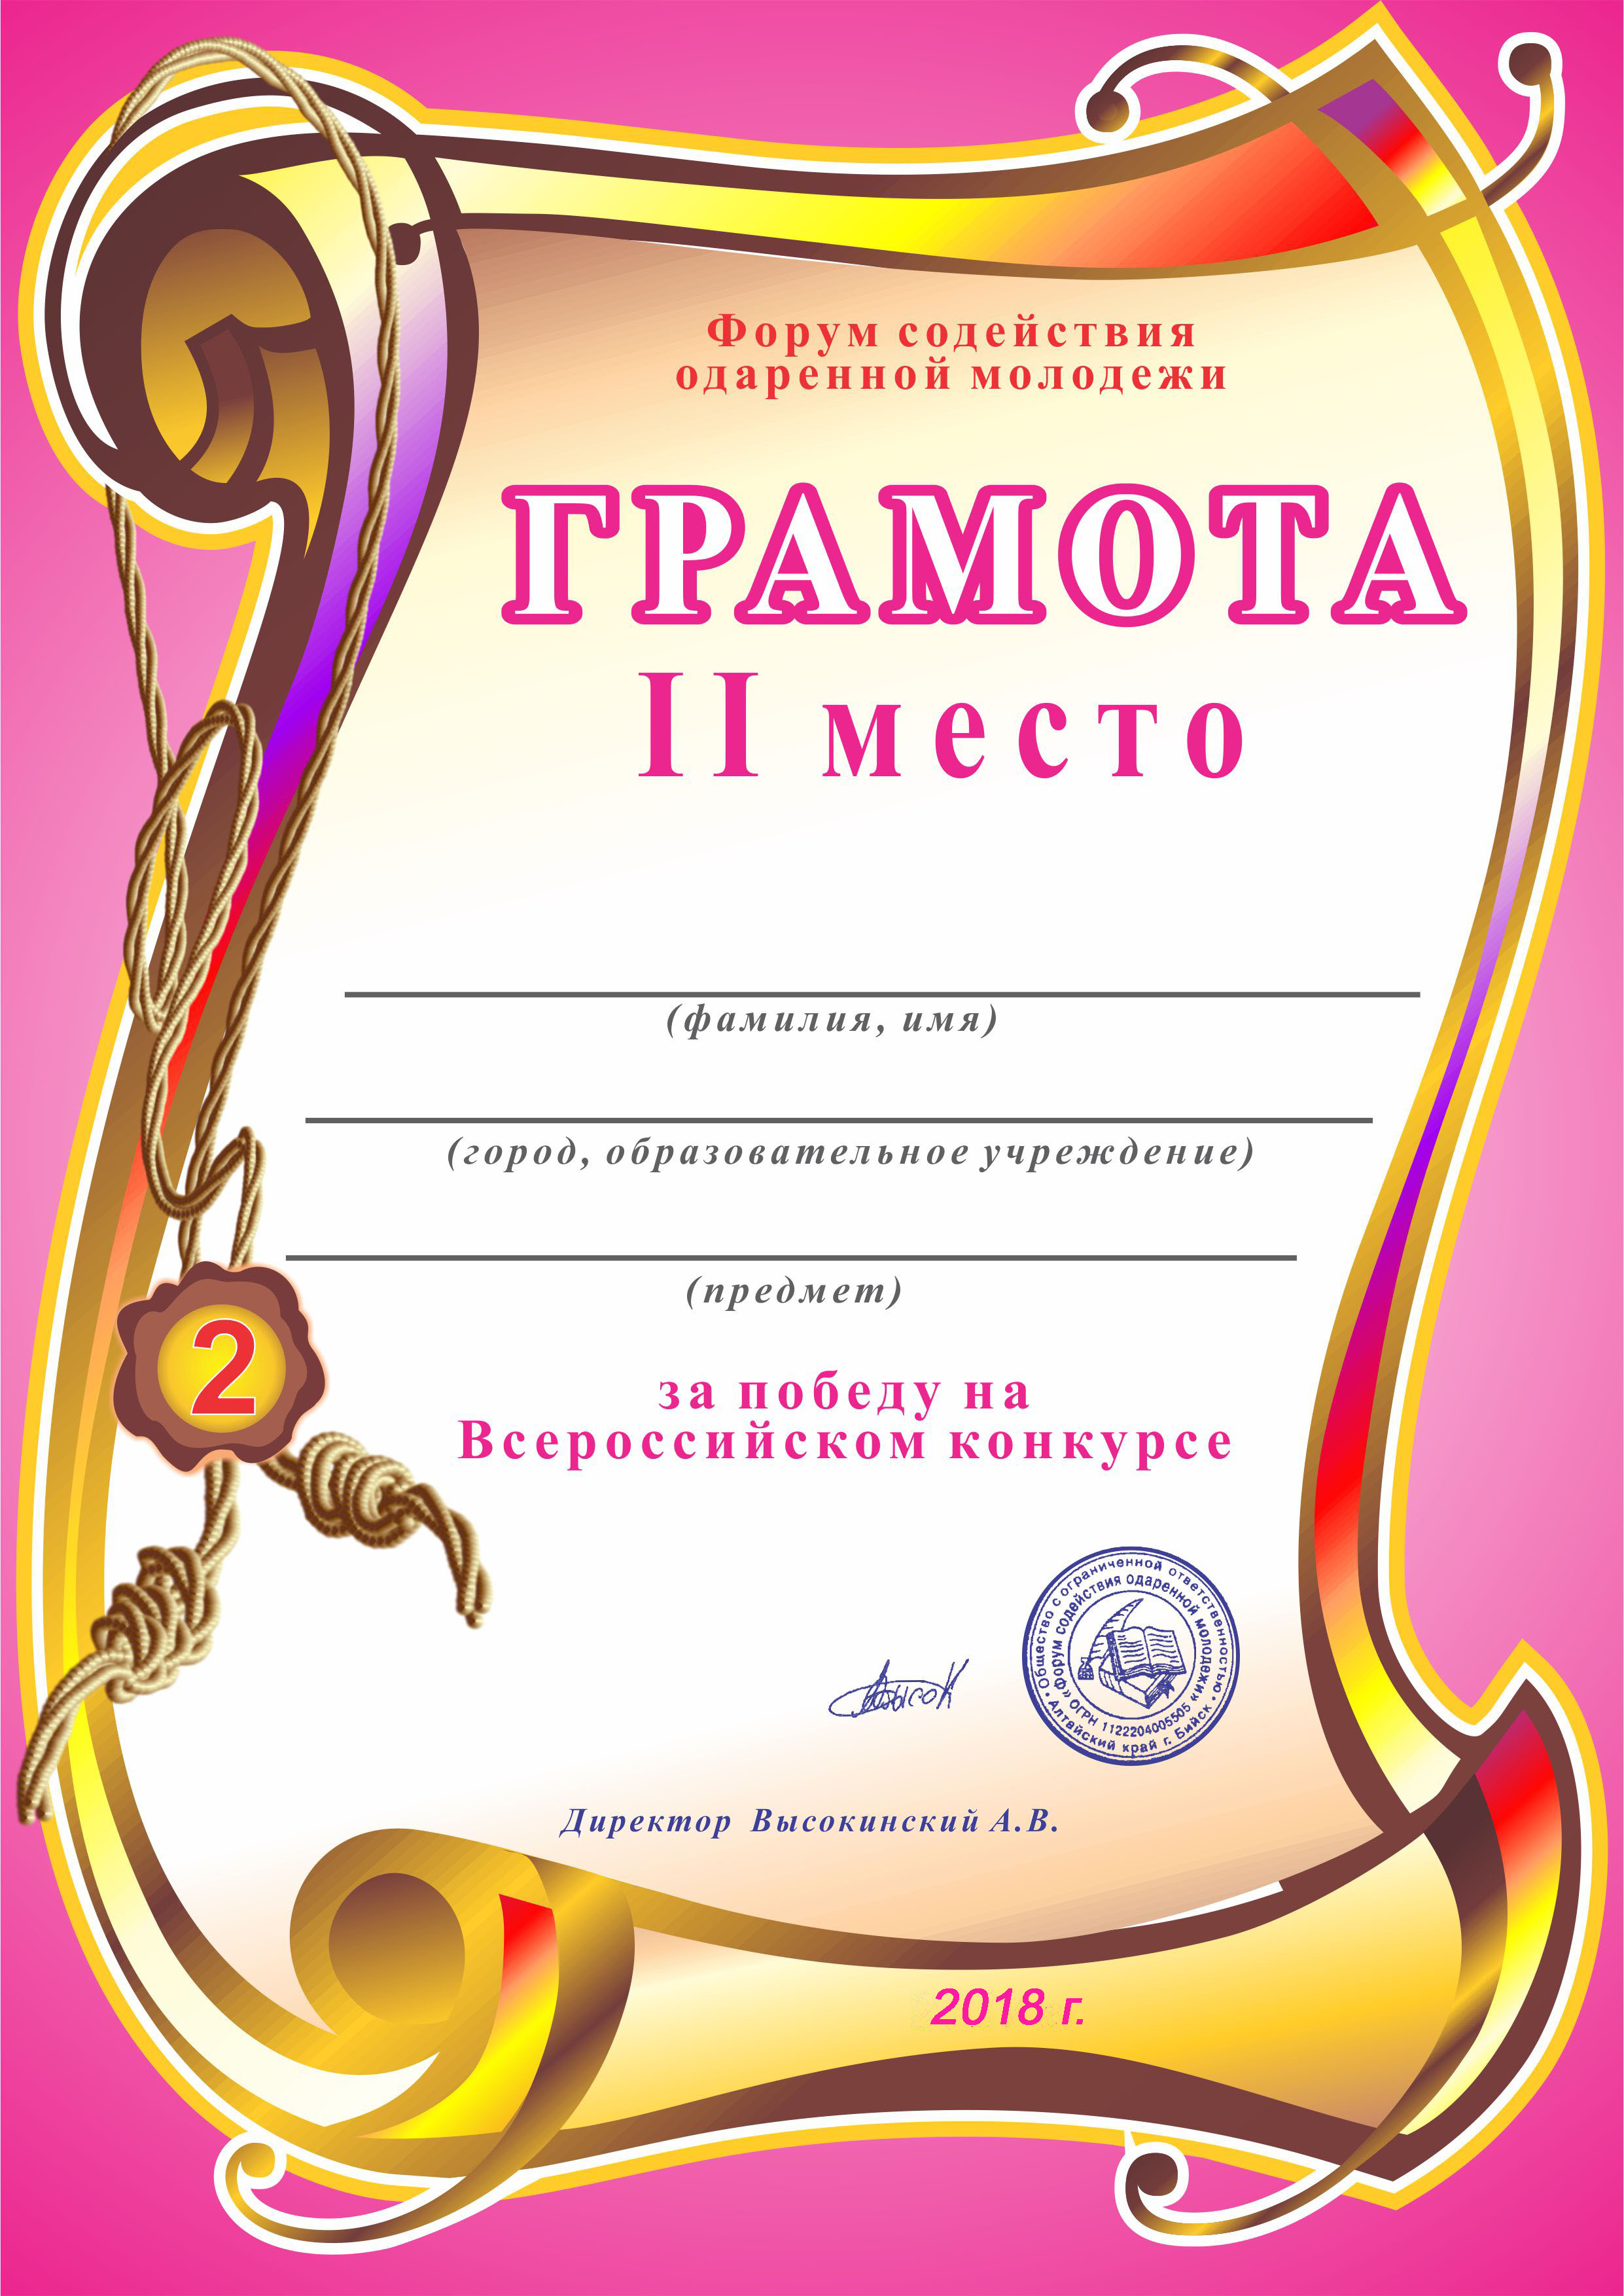 Форум содействия
одаренной молодежи
ГРАМОТА
II место
(фамилия, имя)
(город, образовательное учреждение)
(предмет)
2
за победу на
Всероссийском конкурсе
Общество с ограниченной ответственностью
• Алтайский край г. Бийск •
«Форум содействия одаренной молодежи»
ОГРН 1122204005505
Высок
Директор Высокинский А.В.
2018 г.